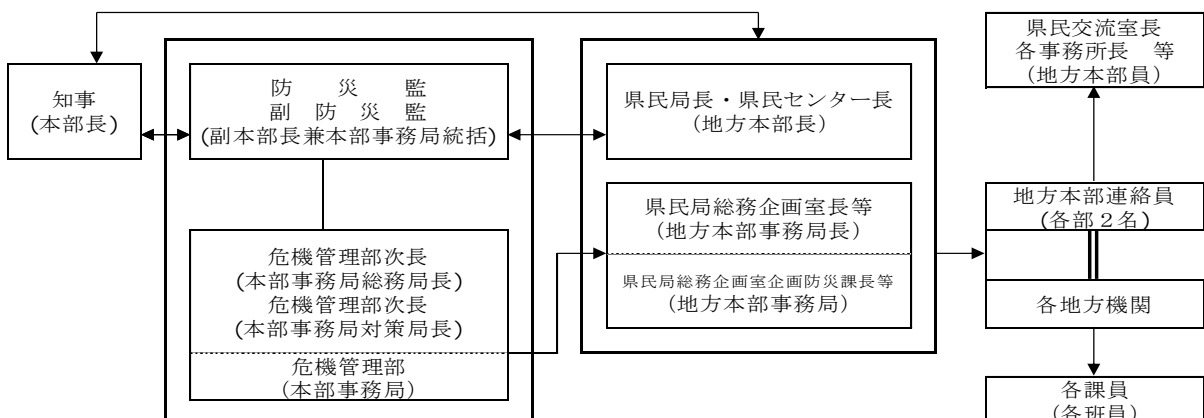 知事
(本部長)
防災監
副防災監
(副本部長兼本部事務局統括)
危機管理部次長
(本部事務局総務局長)
危機管理部次長
(本部事務局対策局長)
危機管理部
(本部事務局)
県民局長・県民センター長
(地方本部長)
県民局総務企画室長等
(地方本部事務局長)
県民局総務企画室企画防災課長等
(地方本部事務局)
県民交流室長
各事務所長 等
(地方本部員)
地方本部連絡員
(各部2名)
各地方機関
各課員
(各班員)